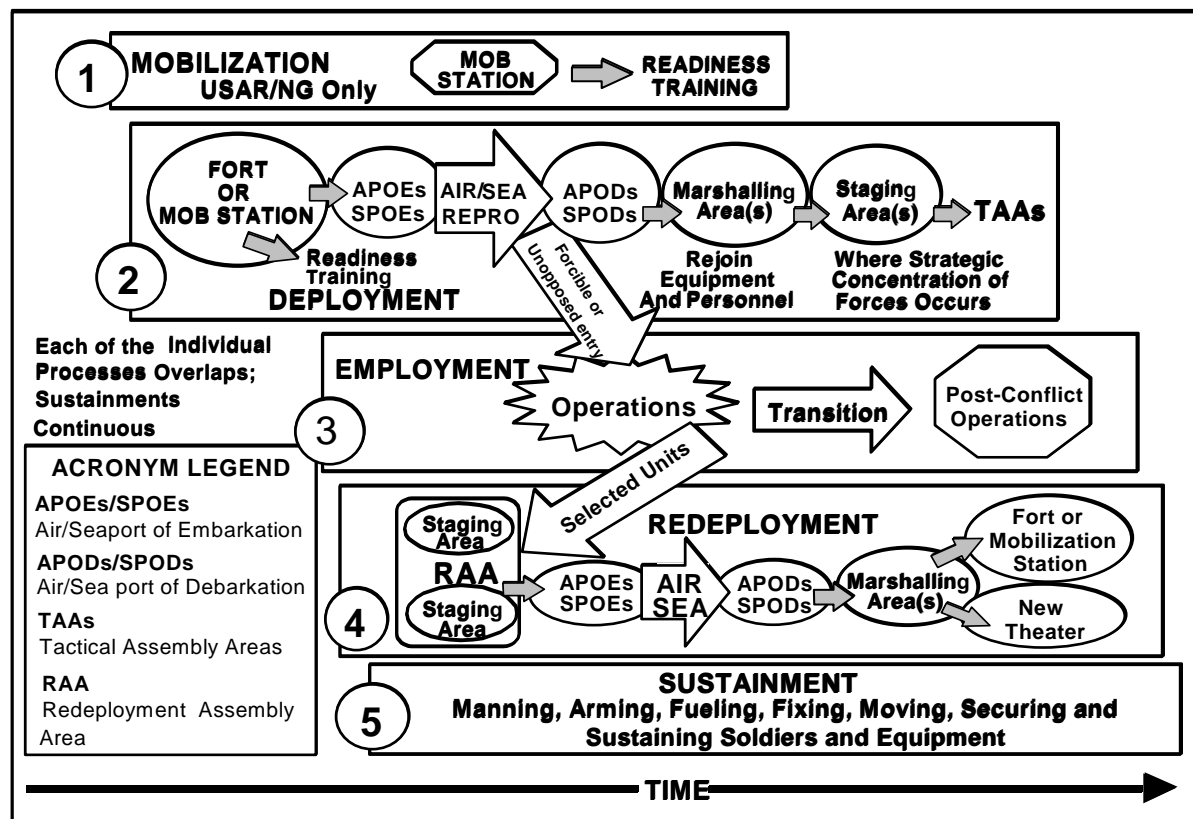 1
MOBILIZATION
USAR/NG Only
MOB
STATION
READINESS
TRAINING
2
FORT
OR
MOB STATION
Readiness
Training
DEPLOYMENT
APOEs
SPOEs
AIR/SEA
REPRO
APODs
SPODs
Marshalling
Area(s)
Rejoin
Equipment
And Personnel
Staging
Area(s)
Where Strategic
Concentration of
Forces Occurs
TAAs
Forcible or
Unopposed entry
Each of the Individual
Processes Overlaps;
Sustainments
Continuous
3
EMPLOYMENT
Operations
Transition
Post-Conflict
Operations
Selected Units
ACRONYM LEGEND
APOEs/SPOEs
Air/Seaport of Embarkation
APODs/SPODs
Air/Sea port of Debarkation
TAAs
Tactical Assembly Areas
RAA
Redeployment Assembly
Area
4
REDEPLOYMENT
Staging
Area
RAA
Staging
Area
APOEs
SPOEs
AIR
SEA
APODs
SPODs
Marshalling
Area(s)
Fort or
Mobilization
Station
New
Theater
5
SUSTAINMENT
Manning, Arming, Fueling, Fixing, Moving, Securing and
Sustaining Soldiers and Equipment
TIME